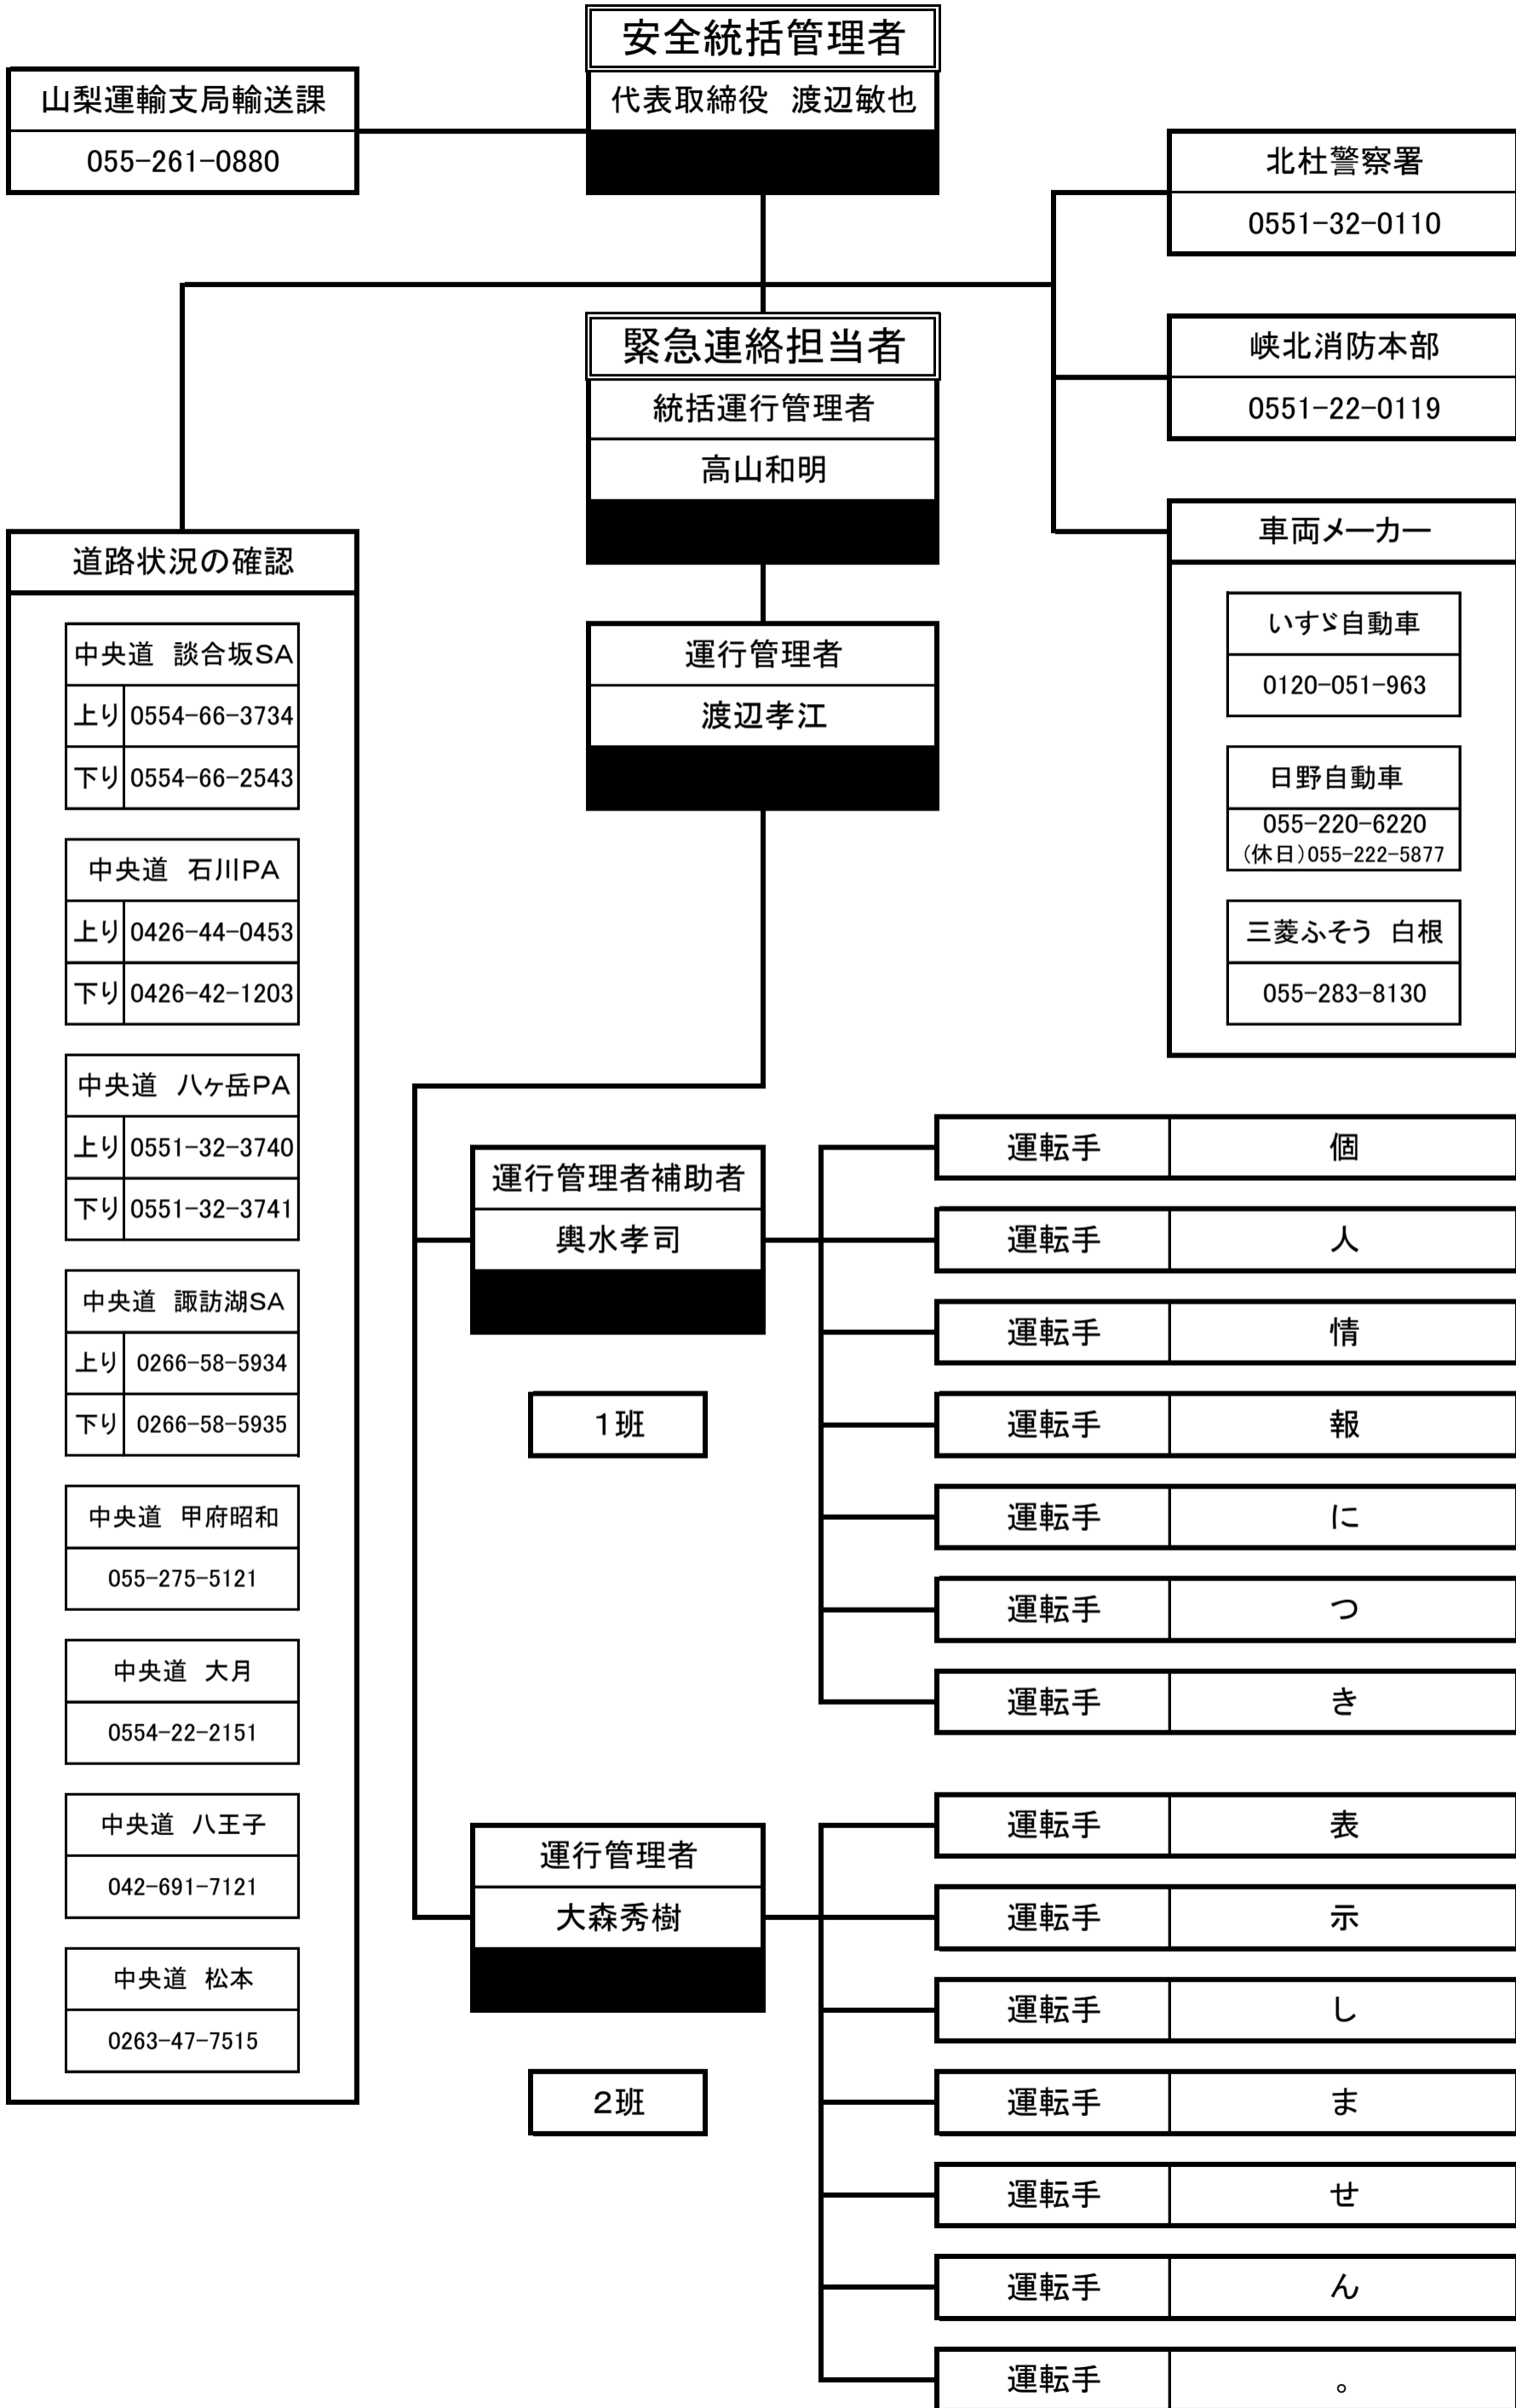 安全統括管理者
代表取締役 渡辺敏也
山梨運輸支局輸送課
055-261-0880
北杜警察署
0551-32-0110
峡北消防本部
0551-22-0119
車両メーカー
いすゞ自動車
0120-051-963
日野自動車
055-220-6220
(休日)055-222-5877
三菱ふそう 白根
055-283-8130
緊急連絡担当者
統括運行管理者
高山和明
運行管理者
渡辺孝江
道路状況の確認
中央道 談合坂SA
上り 0554-66-3734
下り 0554-66-2543
中央道 石川PA
上り 0426-44-0453
下り 0426-42-1203
中央道 八ヶ岳PA
上り 0551-32-3740
下り 0551-32-3741
中央道 諏訪湖SA
上り 0266-58-5934
下り 0266-58-5935
中央道 甲府昭和
055-275-5121
中央道 大月
0554-22-2151
中央道 八王子
042-691-7121
中央道 松本
0263-47-7515
運行管理者補助者
輿水孝司
1班
運転手 個
運転手 人
運転手 情
運転手 報
運転手 に
運転手 つ
運転手 き
運行管理者
大森秀樹
2班
運転手 表
運転手 示
運転手 し
運転手 ま
運転手 せ
運転手 ん
運転手 。